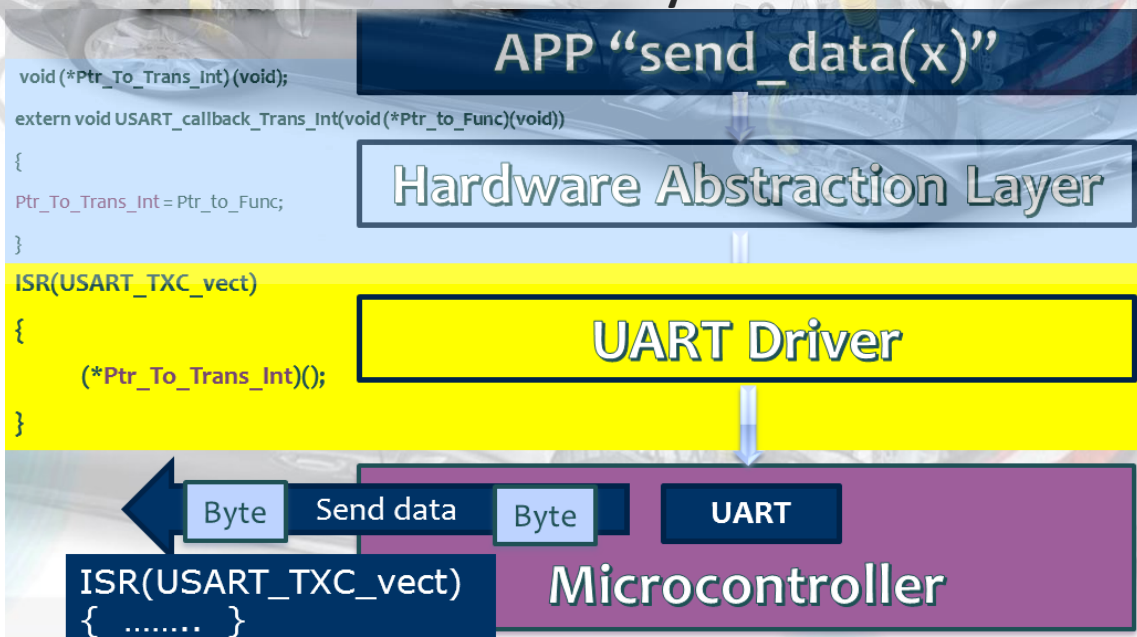 APP “send_data(x)”
void (*Ptr_To_Trans_Int) (void);
extern void USART_callback_Trans_Int(void (*Ptr_to_Func)(void))
{
Ptr_To_Trans_Int = Ptr_to_Func;
}
Hardware Abstraction Layer
ISR(USART_TXC_vect)
{
(*Ptr_To_Trans_Int)();
}
UART Driver
Byte
Send data
Byte
UART
Microcontroller
ISR(USART_TXC_vect)
{ …….. }